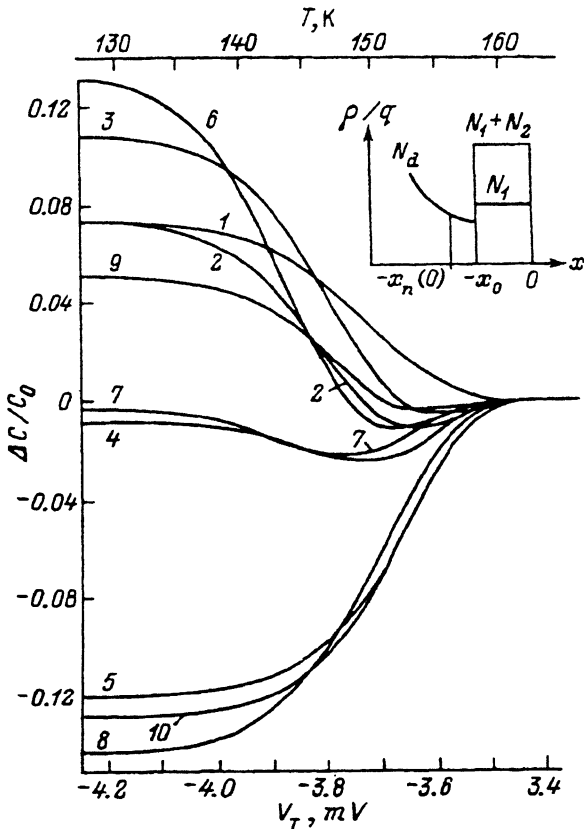 T, К
130 140 150 160
0.12
0.08
0.04
0
-0.04
-0.08
-0.12
ΔC/C₀
6
3
1
2
9
2
7
4
7
5
10
8
ρ/q
N_d
N₁+N₂
N₁
-xₙ(0) -x₀ 0 x
-4.2 -4.0 -3.8 -3.6 3.4
V_T, mV